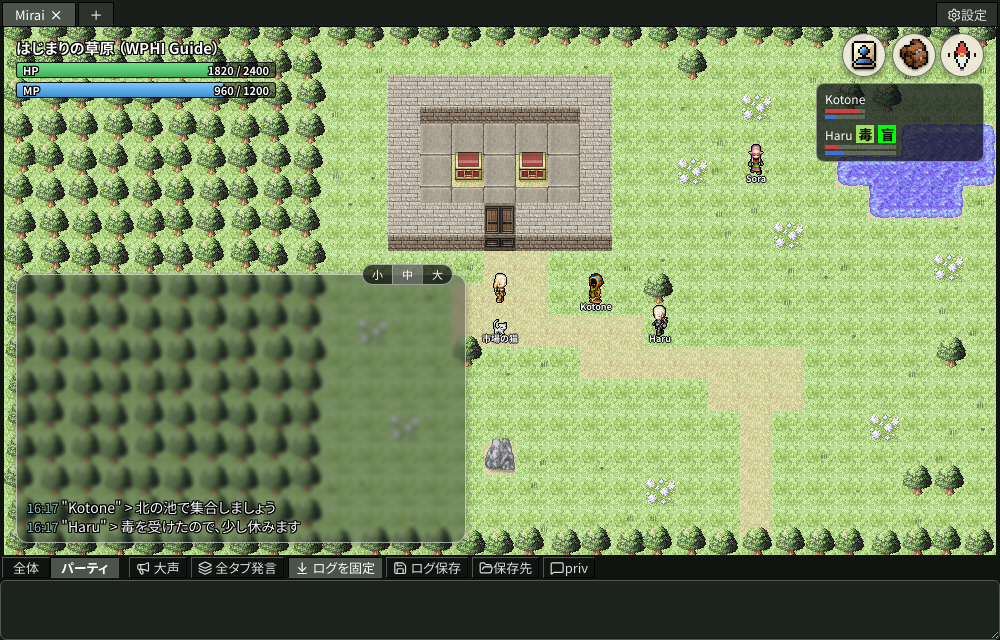 Mirai
設定
はじまりの草原 (WPHI Guide)
HP 1820 / 2400
MP 960 / 1200
Kotone
Haru 毒 盲
Sora
小 中 大
Kotone
Haru
市場の猫
16:17 "Kotone" > 北の池で集合しましょう
16:17 "Haru" > 毒を受けたので、少し休みます
全体 パーティ 大声 全タブ発言 ログを固定 ログ保存 保存先 priv